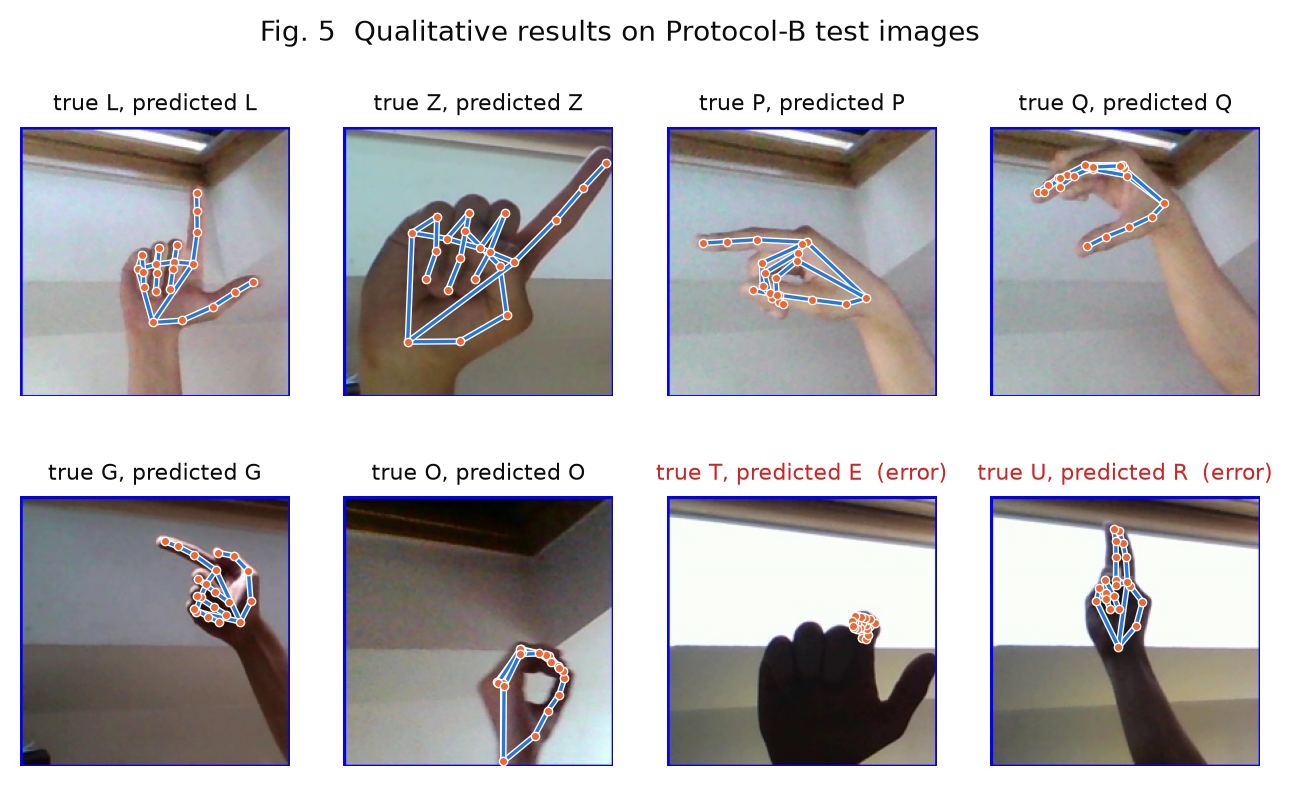 Fig. 5  Qualitative results on Protocol-B test images
true L, predicted L
true Z, predicted Z
true P, predicted P
true Q, predicted Q
true G, predicted G
true O, predicted O
true T, predicted E  (error)
true U, predicted R  (error)